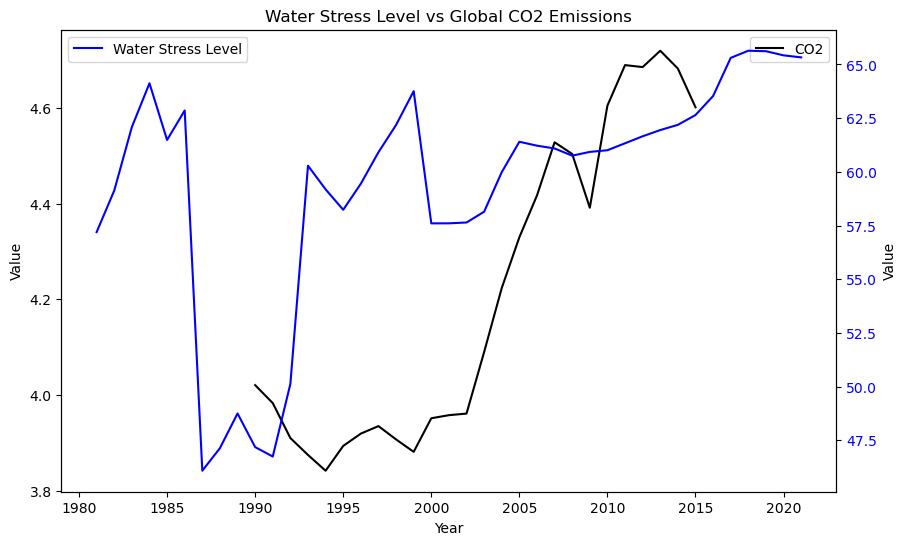 Water Stress Level vs Global CO2 Emissions
Water Stress Level
CO2
4.6
4.4
4.2
4.0
3.8
Value
65.0
62.5
60.0
57.5
55.0
52.5
50.0
47.5
Value
1980 1985 1990 1995 2000 2005 2010 2015 2020
Year